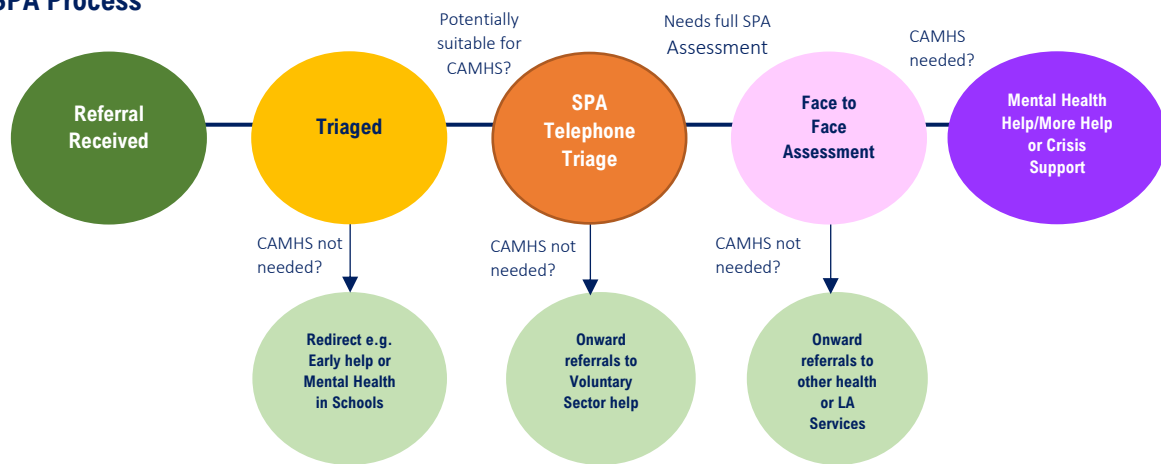 SPA Process
Potentially
suitable for
CAMHS?
Needs full SPA
Assessment
CAMHS
needed?
Referral
Received
Triaged
SPA
Telephone
Triage
Face to
Face
Assessment
Mental Health
Help/More Help
or Crisis
Support
CAMHS not
needed?
CAMHS not
needed?
CAMHS not
needed?
Redirect e.g.
Early help or
Mental Health
in Schools
Onward
referrals to
Voluntary
Sector help
Onward
referrals to
other health
or LA
Services